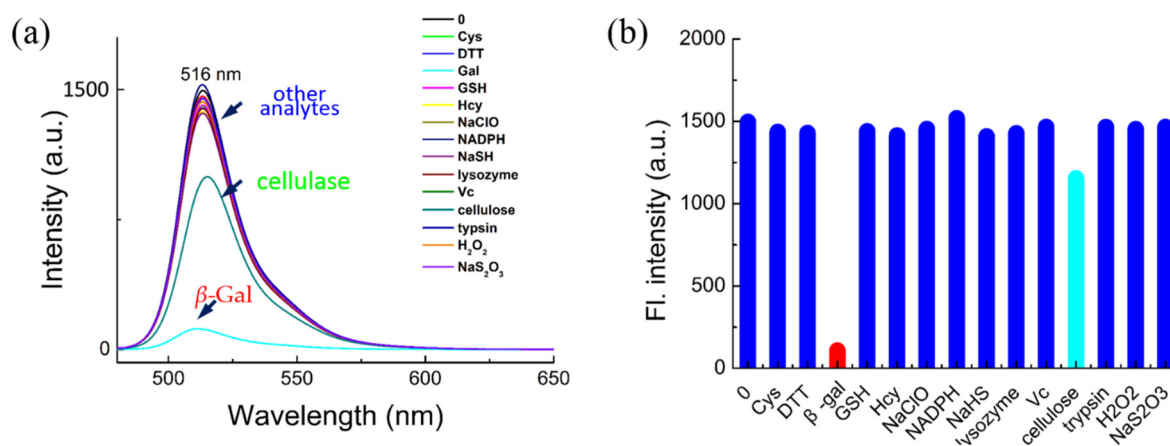 (a)
Intensity (a.u.)
1500
0
516 nm
other
analytes
cellulase
β-Gal
0
Cys
DTT
Gal
GSH
Hcy
NaClO
NADPH
NaSH
lysozyme
Vc
cellulose
typsin
H₂O₂
NaS₂O₃
500
550
600
650
Wavelength (nm)
(b)
Fl. intensity (a.u.)
2000
1500
1000
500
0
0
Cys
DTT
β -gal
GSH
Hcy
NaClO
NADPH
NaHS
lysozyme
Vc
cellulose
trypsin
H2O2
NaS2O3